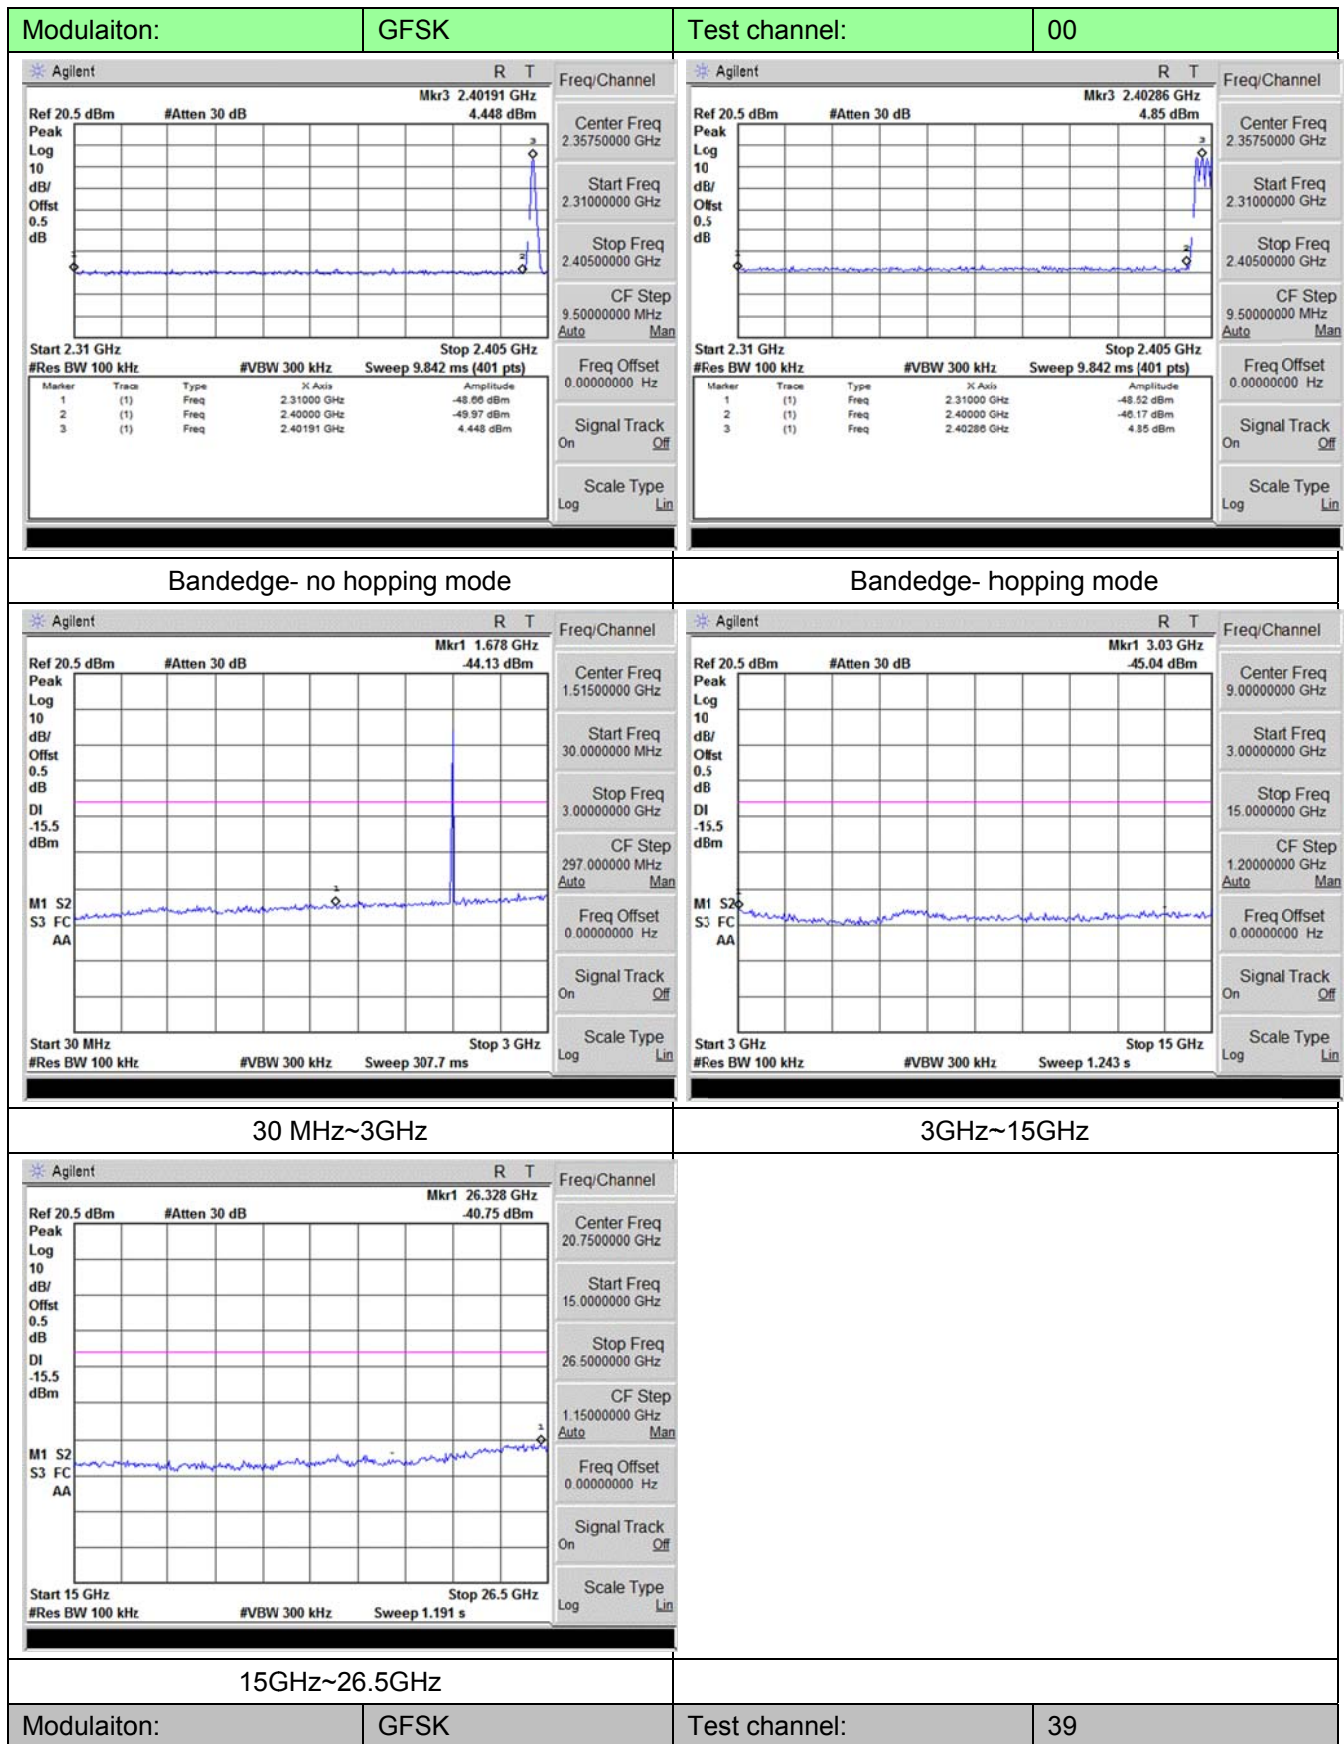 Modulaiton: GFSK Test channel: 00
Agilent R T
Mkr3 2.40191 GHz
Ref 20.5 dBm #Atten 30 dB 4.448 dBm
Peak
Log
10
dB/
Offst
0.5
dB
3
1
2
Start 2.31 GHz Stop 2.405 GHz
#Res BW 100 kHz #VBW 300 kHz Sweep 9.842 ms (401 pts)
Marker Trace Type X Axis Amplitude
1 (1) Freq 2.31000 GHz -48.66 dBm
2 (1) Freq 2.40000 GHz -49.97 dBm
3 (1) Freq 2.40191 GHz 4.448 dBm
Freq/Channel
Center Freq
2.35750000 GHz
Start Freq
2.31000000 GHz
Stop Freq
2.40500000 GHz
CF Step
9.50000000 MHz
Auto Man
Freq Offset
0.00000000 Hz
Signal Track
On Off
Scale Type
Log Lin
Agilent R T
Mkr3 2.40286 GHz
Ref 20.5 dBm #Atten 30 dB 4.85 dBm
Peak
Log
10
dB/
Offst
0.5
dB
3
1
2
Start 2.31 GHz Stop 2.405 GHz
#Res BW 100 kHz #VBW 300 kHz Sweep 9.842 ms (401 pts)
Marker Trace Type X Axis Amplitude
1 (1) Freq 2.31000 GHz -48.52 dBm
2 (1) Freq 2.40000 GHz -46.17 dBm
3 (1) Freq 2.40286 GHz 4.85 dBm
Freq/Channel
Center Freq
2.35750000 GHz
Start Freq
2.31000000 GHz
Stop Freq
2.40500000 GHz
CF Step
9.50000000 MHz
Auto Man
Freq Offset
0.00000000 Hz
Signal Track
On Off
Scale Type
Log Lin
Bandedge- no hopping mode Bandedge- hopping mode
Agilent R T
Mkr1 1.678 GHz
Ref 20.5 dBm #Atten 30 dB -44.13 dBm
Peak
Log
10
dB/
Offst
0.5
dB
DI
-15.5
dBm
1
M1 S2
S3 FC
AA
Start 30 MHz Stop 3 GHz
#Res BW 100 kHz #VBW 300 kHz Sweep 307.7 ms
Freq/Channel
Center Freq
1.51500000 GHz
Start Freq
30.0000000 MHz
Stop Freq
3.00000000 GHz
CF Step
297.000000 MHz
Auto Man
Freq Offset
0.00000000 Hz
Signal Track
On Off
Scale Type
Log Lin
Agilent R T
Mkr1 3.03 GHz
Ref 20.5 dBm #Atten 30 dB -45.04 dBm
Peak
Log
10
dB/
Offst
0.5
dB
DI
-15.5
dBm
1
M1 S2
S3 FC
AA
Start 3 GHz Stop 15 GHz
#Res BW 100 kHz #VBW 300 kHz Sweep 1.243 s
Freq/Channel
Center Freq
9.00000000 GHz
Start Freq
3.00000000 GHz
Stop Freq
15.0000000 GHz
CF Step
1.20000000 GHz
Auto Man
Freq Offset
0.00000000 Hz
Signal Track
On Off
Scale Type
Log Lin
30 MHz~3GHz 3GHz~15GHz
Agilent R T
Mkr1 26.328 GHz
Ref 20.5 dBm #Atten 30 dB -40.75 dBm
Peak
Log
10
dB/
Offst
0.5
dB
DI
-15.5
dBm
1
M1 S2
S3 FC
AA
Start 15 GHz Stop 26.5 GHz
#Res BW 100 kHz #VBW 300 kHz Sweep 1.191 s
Freq/Channel
Center Freq
20.7500000 GHz
Start Freq
15.0000000 GHz
Stop Freq
26.5000000 GHz
CF Step
1.15000000 GHz
Auto Man
Freq Offset
0.00000000 Hz
Signal Track
On Off
Scale Type
Log Lin
15GHz~26.5GHz
Modulaiton: GFSK Test channel: 39